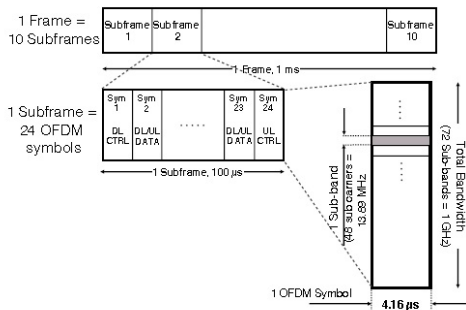 1 Frame =
10 Subframes
Subframe
1
Subframe
2
Subframe
10
1 Frame, 1 ms
1 Subframe =
24 OFDM
symbols
Sym
1
DL
CTRL
Sym
2
DL/UL
DATA
. . . . .
Sym
23
DL/UL
DATA
Sym
24
UL
CTRL
1 Subframe, 100 µs
1 Sub-band
(48 subcarriers =
13.89 MHz
Total Bandwidth
(72 Sub-bands = 1 GHz)
1 OFDM Symbol
4.16 µs